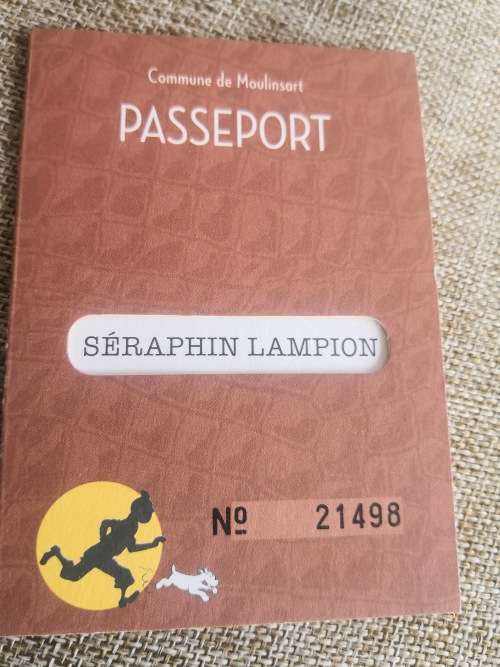 Commune de Moulinsart
PASSEPORT
SÉRAPHIN LAMPION
Nº 21498